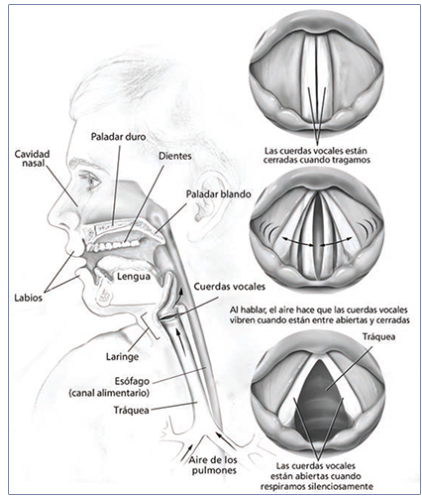 Cavidad
nasal
Paladar duro
Dientes
Paladar blando
Lengua
Labios
Cuerdas vocales
Laringe
Esófago
(canal alimentario)
Tráquea
Aire de los
pulmones
Las cuerdas vocales están
cerradas cuando tragamos
Al hablar, el aire hace que las cuerdas vocales
vibren cuando están entre abiertas y cerradas
Tráquea
Las cuerdas vocales
están abiertas cuando
respiramos silenciosamente